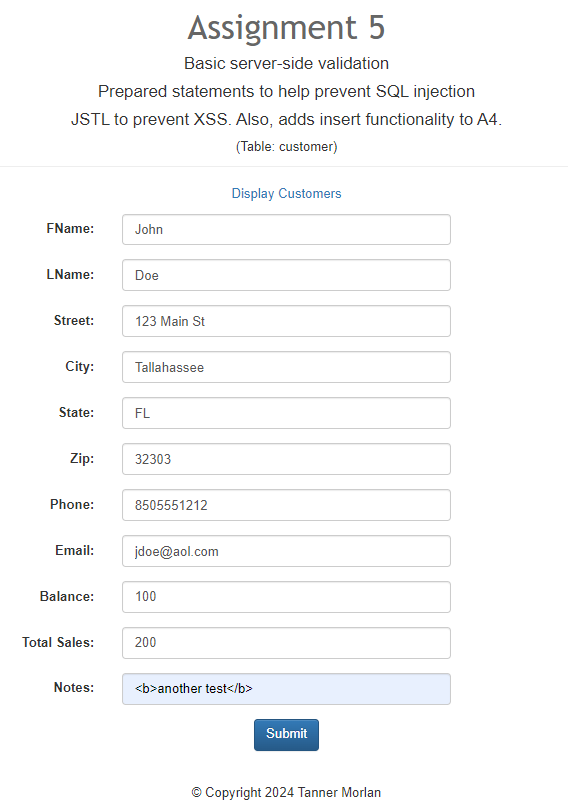 Assignment 5
Basic server-side validation
Prepared statements to help prevent SQL injection
JSTL to prevent XSS. Also, adds insert functionality to A4.
(Table: customer)
Display Customers
FName: John
LName: Doe
Street: 123 Main St
City: Tallahassee
State: FL
Zip: 32303
Phone: 8505551212
Email: jdoe@aol.com
Balance: 100
Total Sales: 200
Notes: <b>another test</b>
Submit
© Copyright 2024 Tanner Morlan